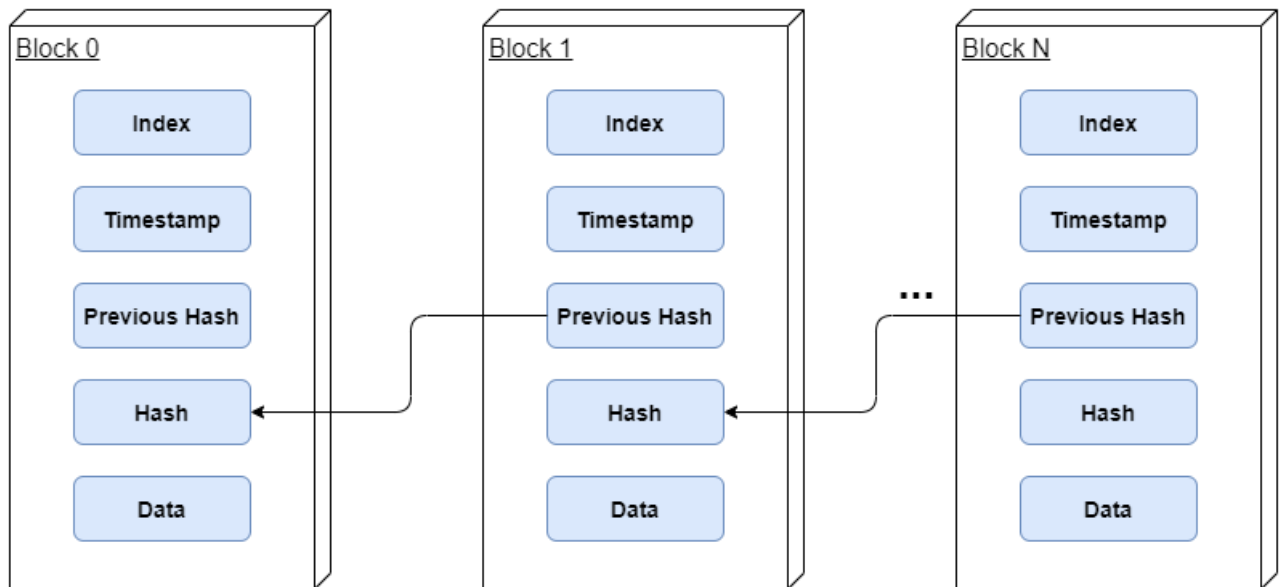 Block 0
Index
Timestamp
Previous Hash
Hash
Data
Block 1
Index
Timestamp
Previous Hash
Hash
Data
...
Block N
Index
Timestamp
Previous Hash
Hash
Data